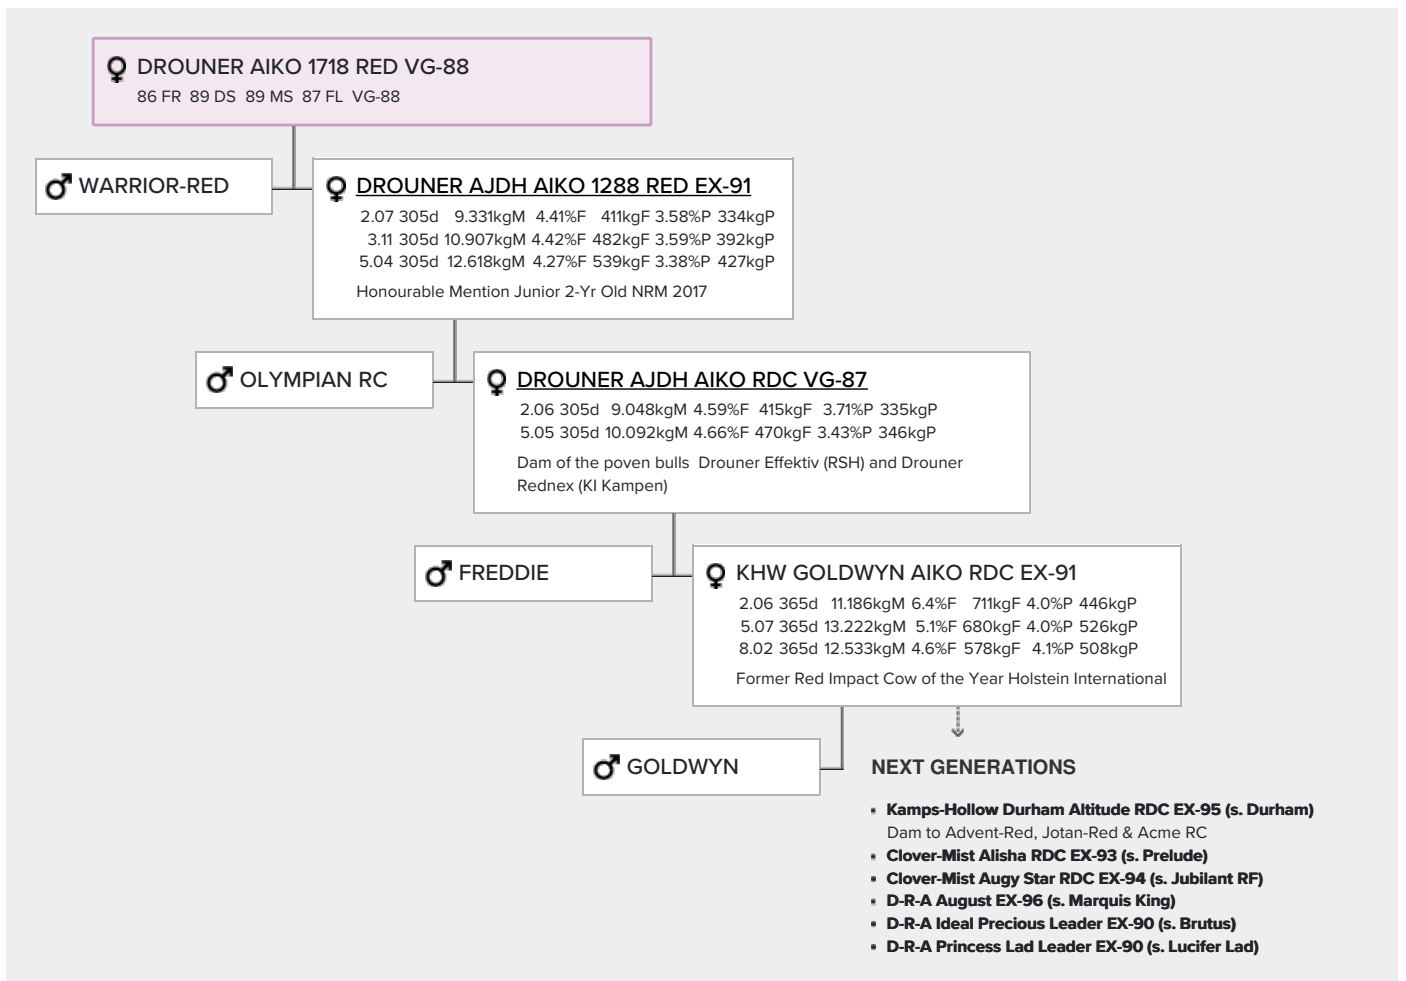 DROUNER AIKO 1718 RED VG-88
86 FR 89 DS 89 MS 87 FL VG-88
WARRIOR-RED
DROUNER AJDH AIKO 1288 RED EX-91
2.07 305d 9.331kgM 4.41%F 411kgF 3.58%P 334kgP
3.11 305d 10.907kgM 4.42%F 482kgF 3.59%P 392kgP
5.04 305d 12.618kgM 4.27%F 539kgF 3.38%P 427kgP
Honourable Mention Junior 2-Yr Old NRM 2017
OLYMPIAN RC
DROUNER AJDH AIKO RDC VG-87
2.06 305d 9.048kgM 4.59%F 415kgF 3.71%P 335kgP
5.05 305d 10.092kgM 4.66%F 470kgF 3.43%P 346kgP
Dam of the poven bulls Drouner Effektiv (RSH) and Drouner
Rednex (KI Kampen)
FREDDIE
KHW GOLDWYN AIKO RDC EX-91
2.06 365d 11.186kgM 6.4%F 711kgF 4.0%P 446kgP
5.07 365d 13.222kgM 5.1%F 680kgF 4.0%P 526kgP
8.02 365d 12.533kgM 4.6%F 578kgF 4.1%P 508kgP
Former Red Impact Cow of the Year Holstein International
GOLDWYN
NEXT GENERATIONS
▪ Kamps-Hollow Durham Altitude RDC EX-95 (s. Durham)
Dam to Advent-Red, Jotan-Red & Acme RC
▪ Clover-Mist Alisha RDC EX-93 (s. Prelude)
▪ Clover-Mist Augy Star RDC EX-94 (s. Jubilant RF)
▪ D-R-A August EX-96 (s. Marquis King)
▪ D-R-A Ideal Precious Leader EX-90 (s. Brutus)
▪ D-R-A Princess Lad Leader EX-90 (s. Lucifer Lad)